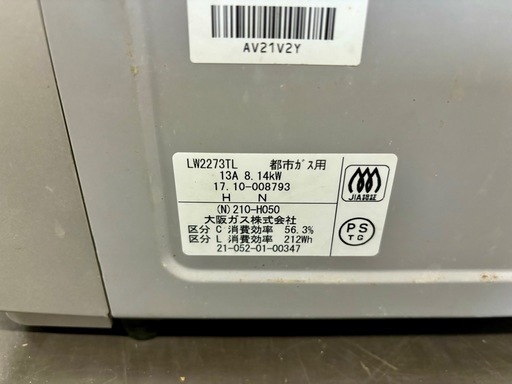 AV21V2Y
LW2273TL 都市ガス用
13A 8.14kW
17.10-008793
H N
(N)210-H050
大阪ガス株式会社
区分 C 消費効率 56.3%
区分 L 消費効率 212Wh
21-052-01-00347
JIA認証
PS
TG